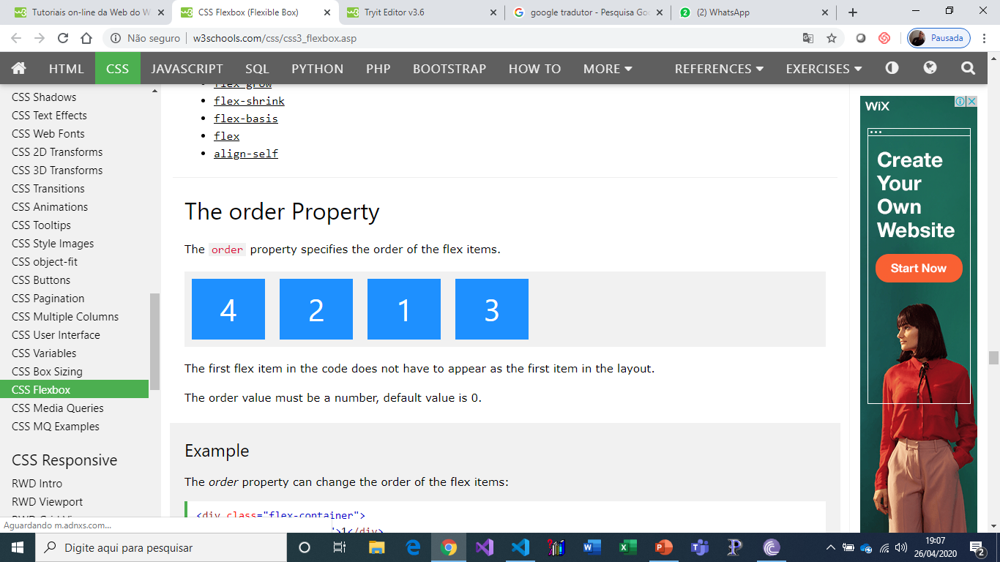 Tutoriais on-line da Web do W
CSS Flexbox (Flexible Box)
Tryit Editor v3.6
google tradutor - Pesquisa Goo
(2) WhatsApp
Não seguro
w3schools.com/css/css3_flexbox.asp
Pausada
HTML
CSS
JAVASCRIPT
SQL
PYTHON
PHP
BOOTSTRAP
HOW TO
MORE
REFERENCES
EXERCISES
CSS Shadows
CSS Text Effects
CSS Web Fonts
CSS 2D Transforms
CSS 3D Transforms
CSS Transitions
CSS Animations
CSS Tooltips
CSS Style Images
CSS object-fit
CSS Buttons
CSS Pagination
CSS Multiple Columns
CSS User Interface
CSS Variables
CSS Box Sizing
CSS Flexbox
CSS Media Queries
CSS MQ Examples
CSS Responsive
RWD Intro
RWD Viewport
Aguardando m.adnxs.com...
flex-grow
flex-shrink
flex-basis
flex
align-self
The order Property
The order property specifies the order of the flex items.
4 2 1 3
The first flex item in the code does not have to appear as the first item in the layout.
The order value must be a number, default value is 0.
Example
The order property can change the order of the flex items:
<div class="flex-container">
">1</div>
WiX
Create
Your
Own
Website
Start Now
Digite aqui para pesquisar
19:07
26/04/2020
2